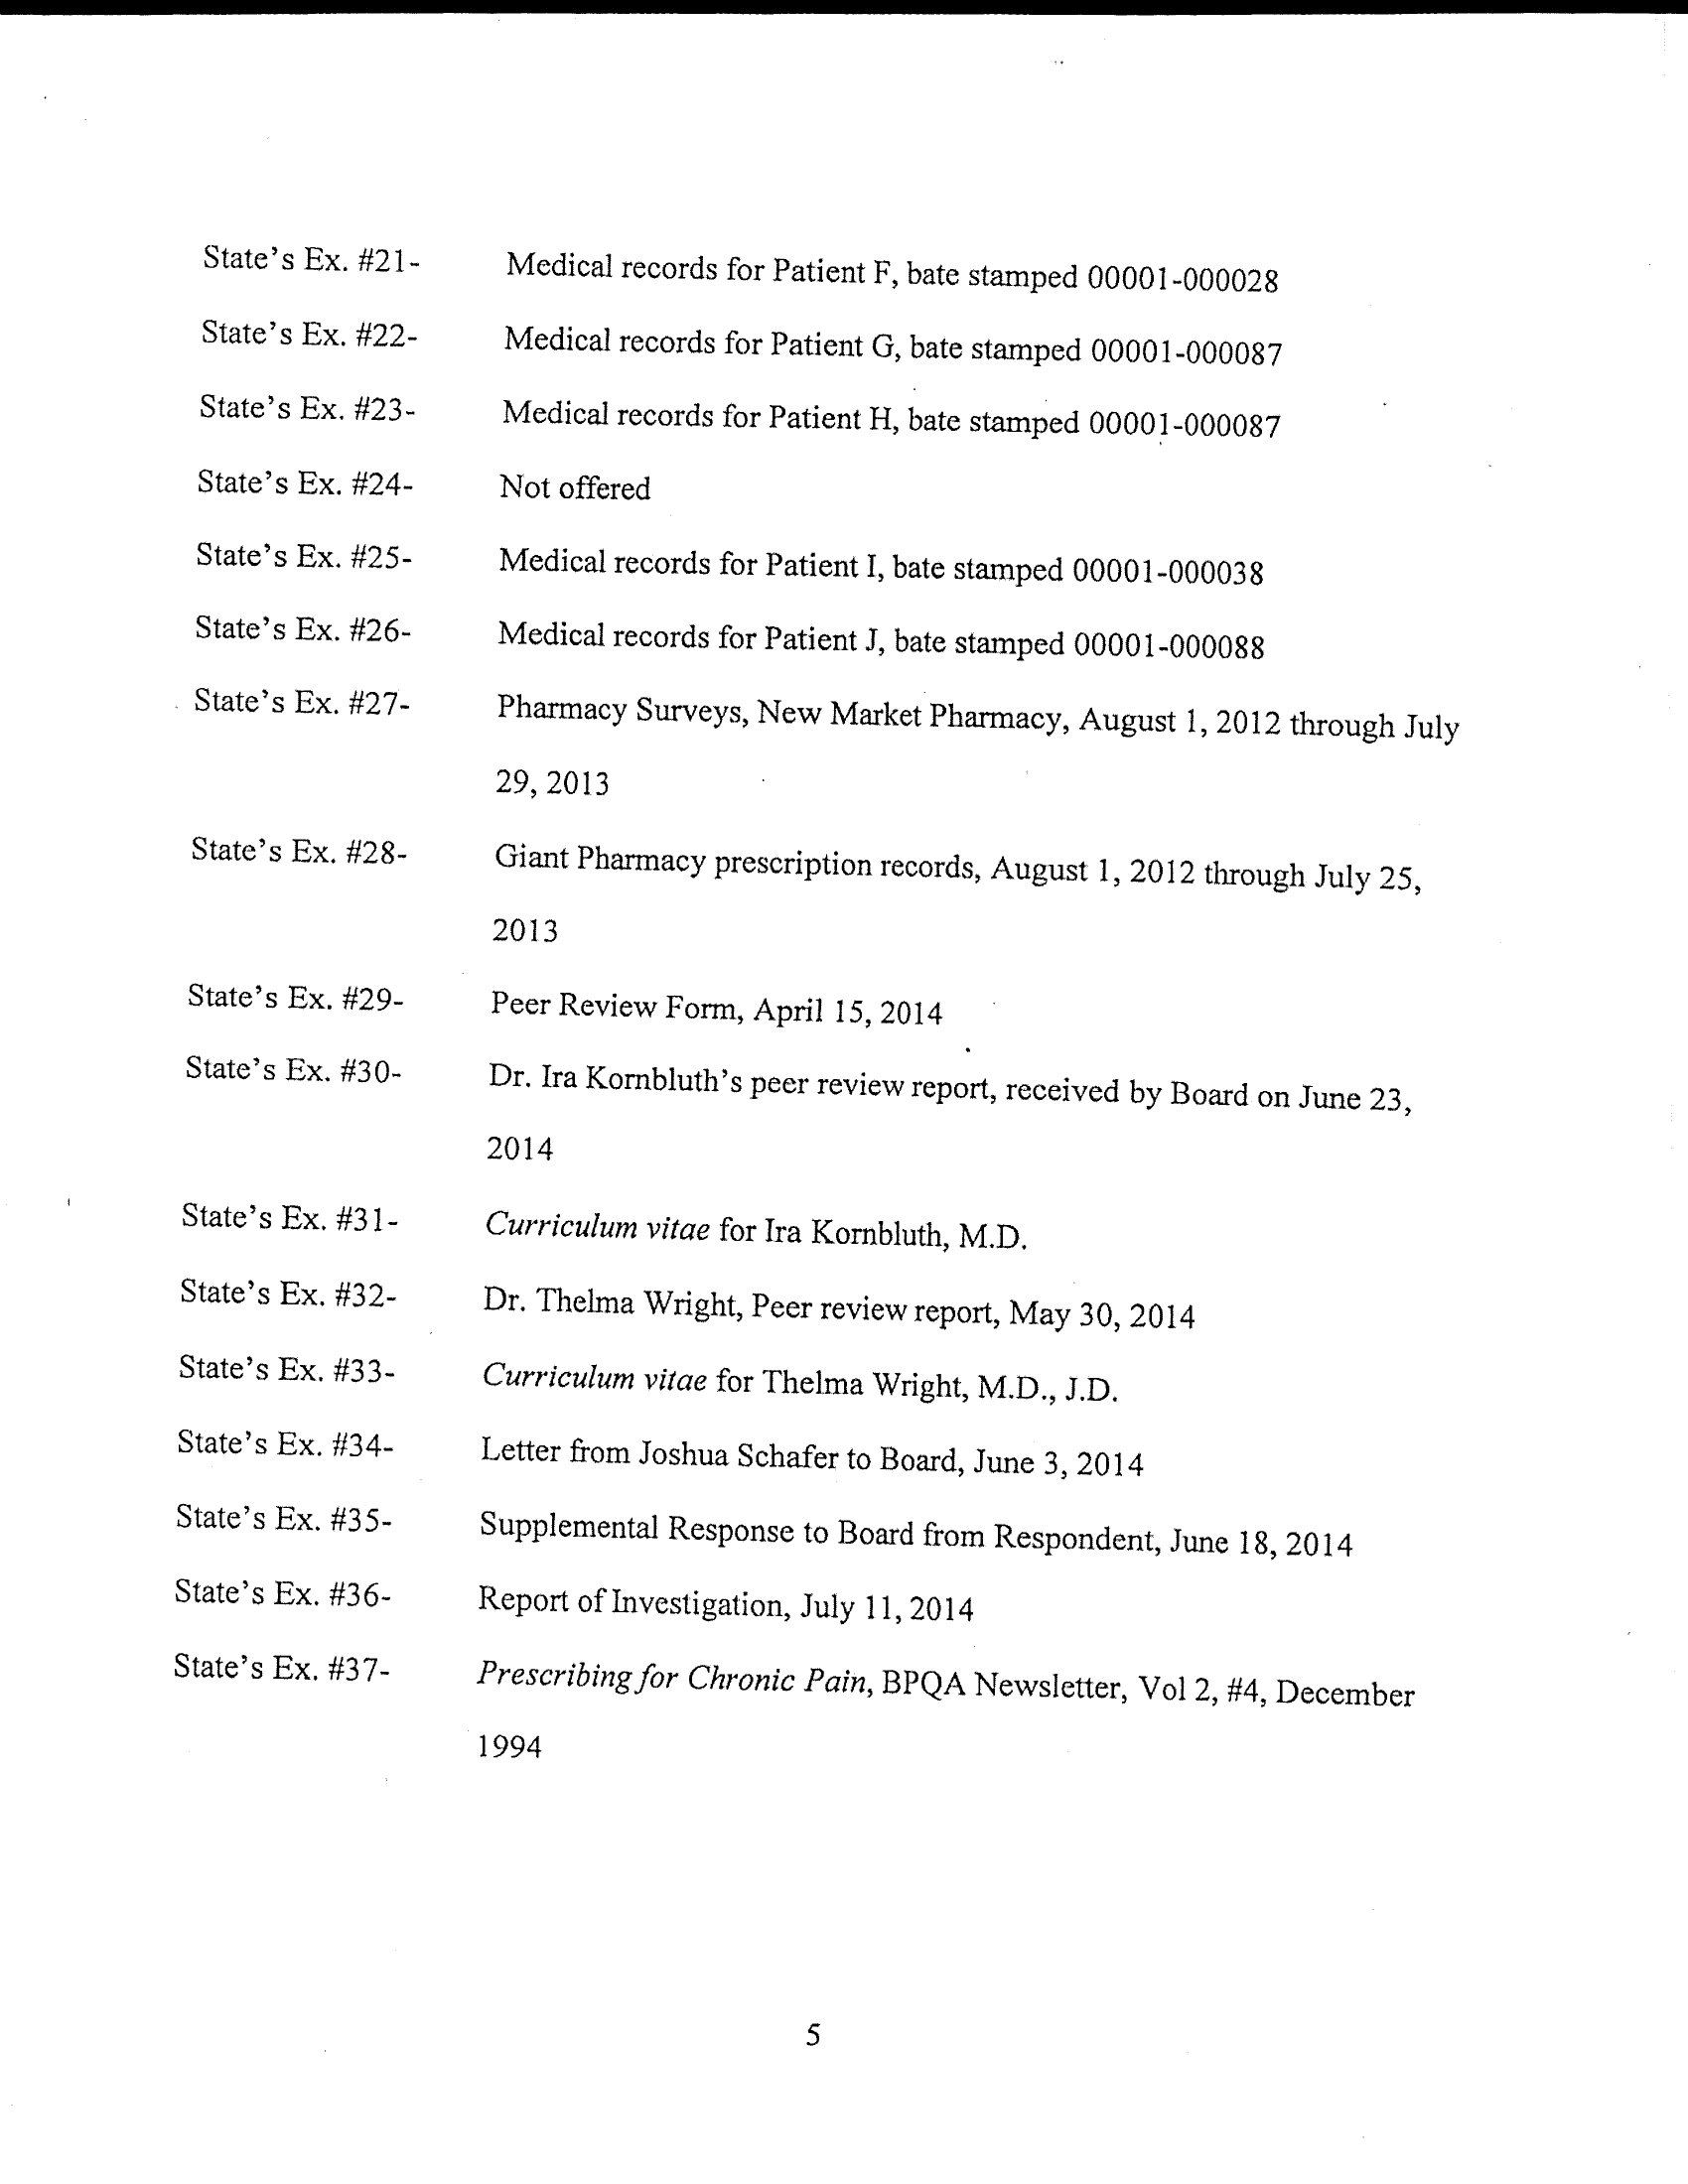 State's Ex. #21- Medical records for Patient F, bate stamped 00001-000028
State's Ex. #22- Medical records for Patient G, bate stamped 00001-000087
State's Ex. #23- Medical records for Patient H, bate stamped 00001-000087
State's Ex. #24- Not offered
State's Ex. #25- Medical records for Patient I, bate stamped 00001-000038
State's Ex. #26- Medical records for Patient J, bate stamped 00001-000088
State's Ex. #27- Pharmacy Surveys, New Market Pharmacy, August 1, 2012 through July
29, 2013
State's Ex. #28- Giant Pharmacy prescription records, August 1, 2012 through July 25,
2013
State's Ex. #29- Peer Review Form, April 15, 2014
State's Ex. #30- Dr. Ira Kornbluth's peer review report, received by Board on June 23,
2014
State's Ex. #31- Curriculum vitae for Ira Kornbluth, M.D.
State's Ex. #32- Dr. Thelma Wright, Peer review report, May 30, 2014
State's Ex. #33- Curriculum vitae for Thelma Wright, M.D., J.D.
State's Ex. #34- Letter from Joshua Schafer to Board, June 3, 2014
State's Ex. #35- Supplemental Response to Board from Respondent, June 18, 2014
State's Ex. #36- Report of Investigation, July 11, 2014
State's Ex. #37- Prescribing for Chronic Pain, BPQA Newsletter, Vol 2, #4, December
1994
5